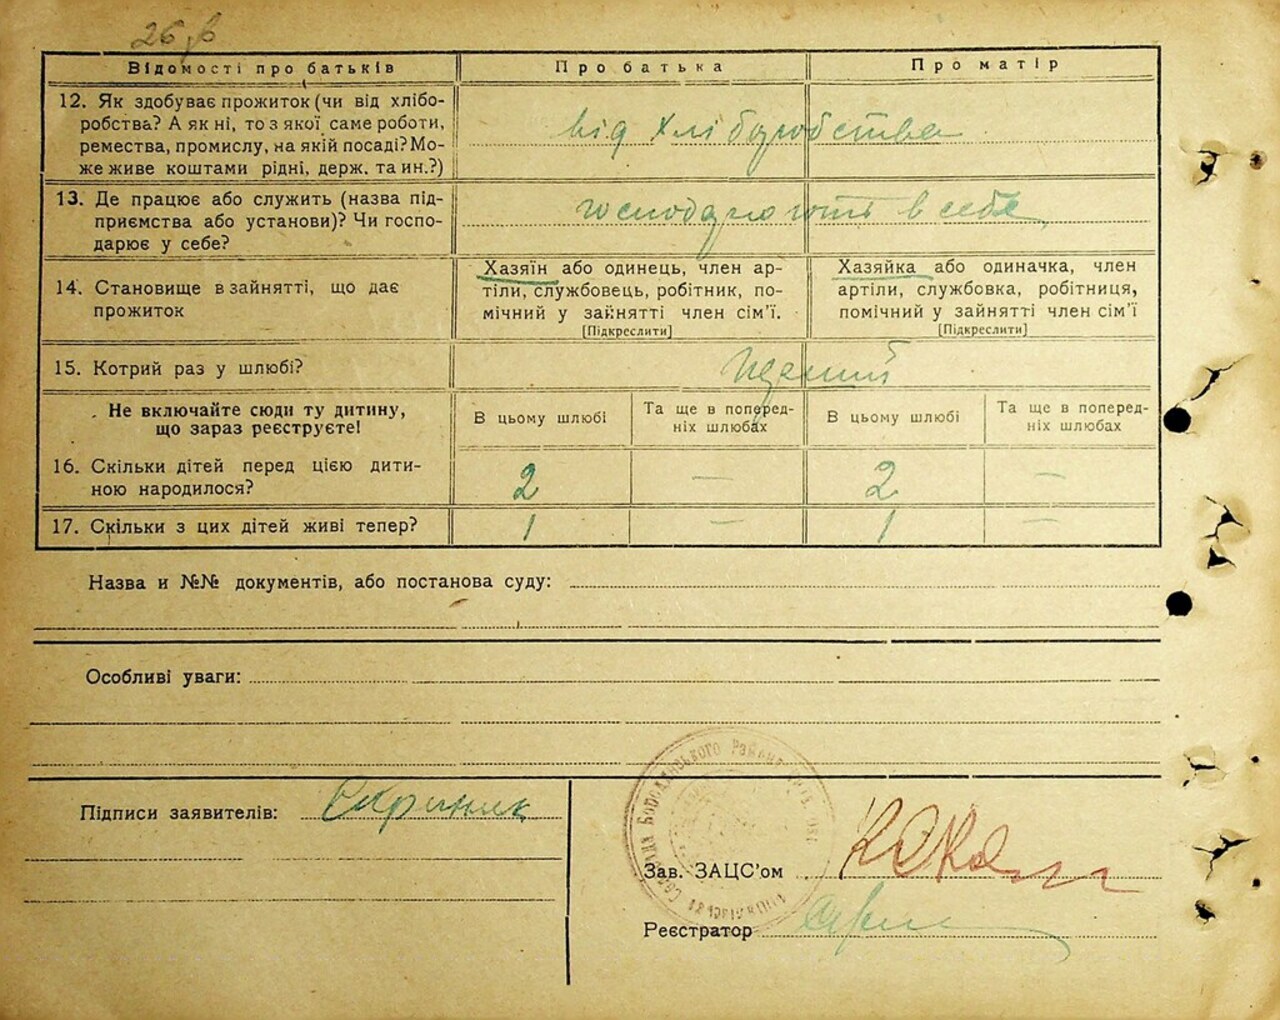 26 в
Відомості про батьків
Про батька
Про матір
12. Як здобуває прожиток (чи від хлібо-
робства? А як ні, то з якої саме роботи,
ремества, промислу, на якій посаді? Мо-
же живе коштами рідні, держ. та ин.?)
від хліборобства
13. Де працює або служить (назва під-
приємства або установи)? Чи госпо-
дарює у себе?
господарюють в себе
14. Становище в зайнятті, що дає
прожиток
Хазяїн або одинець, член ар-
тіли, службовець, робітник, по-
мічний у зайнятті член сім'ї.
[Підкреслити]
Хазяйка або одиначка, член
артіли, службовка, робітниця,
помічний у зайнятті член сім'ї
[Підкреслити]
15. Котрий раз у шлюбі?
Не включайте сюди ту дитину,
що зараз реєструєте!
В цьому шлюбі
Та ще в поперед-
ніх шлюбах
В цьому шлюбі
Та ще в поперед-
ніх шлюбах
16. Скільки дітей перед цією дити-
ною народилося?
2 — 2 —
17. Скільки з цих дітей живі тепер?
1 — 1 —
Назва и №№ документів, або постанова суду:
Особливі уваги:
Підписи заявителів: Скриник
Зав. ЗАЦС'ом
Реєстратор